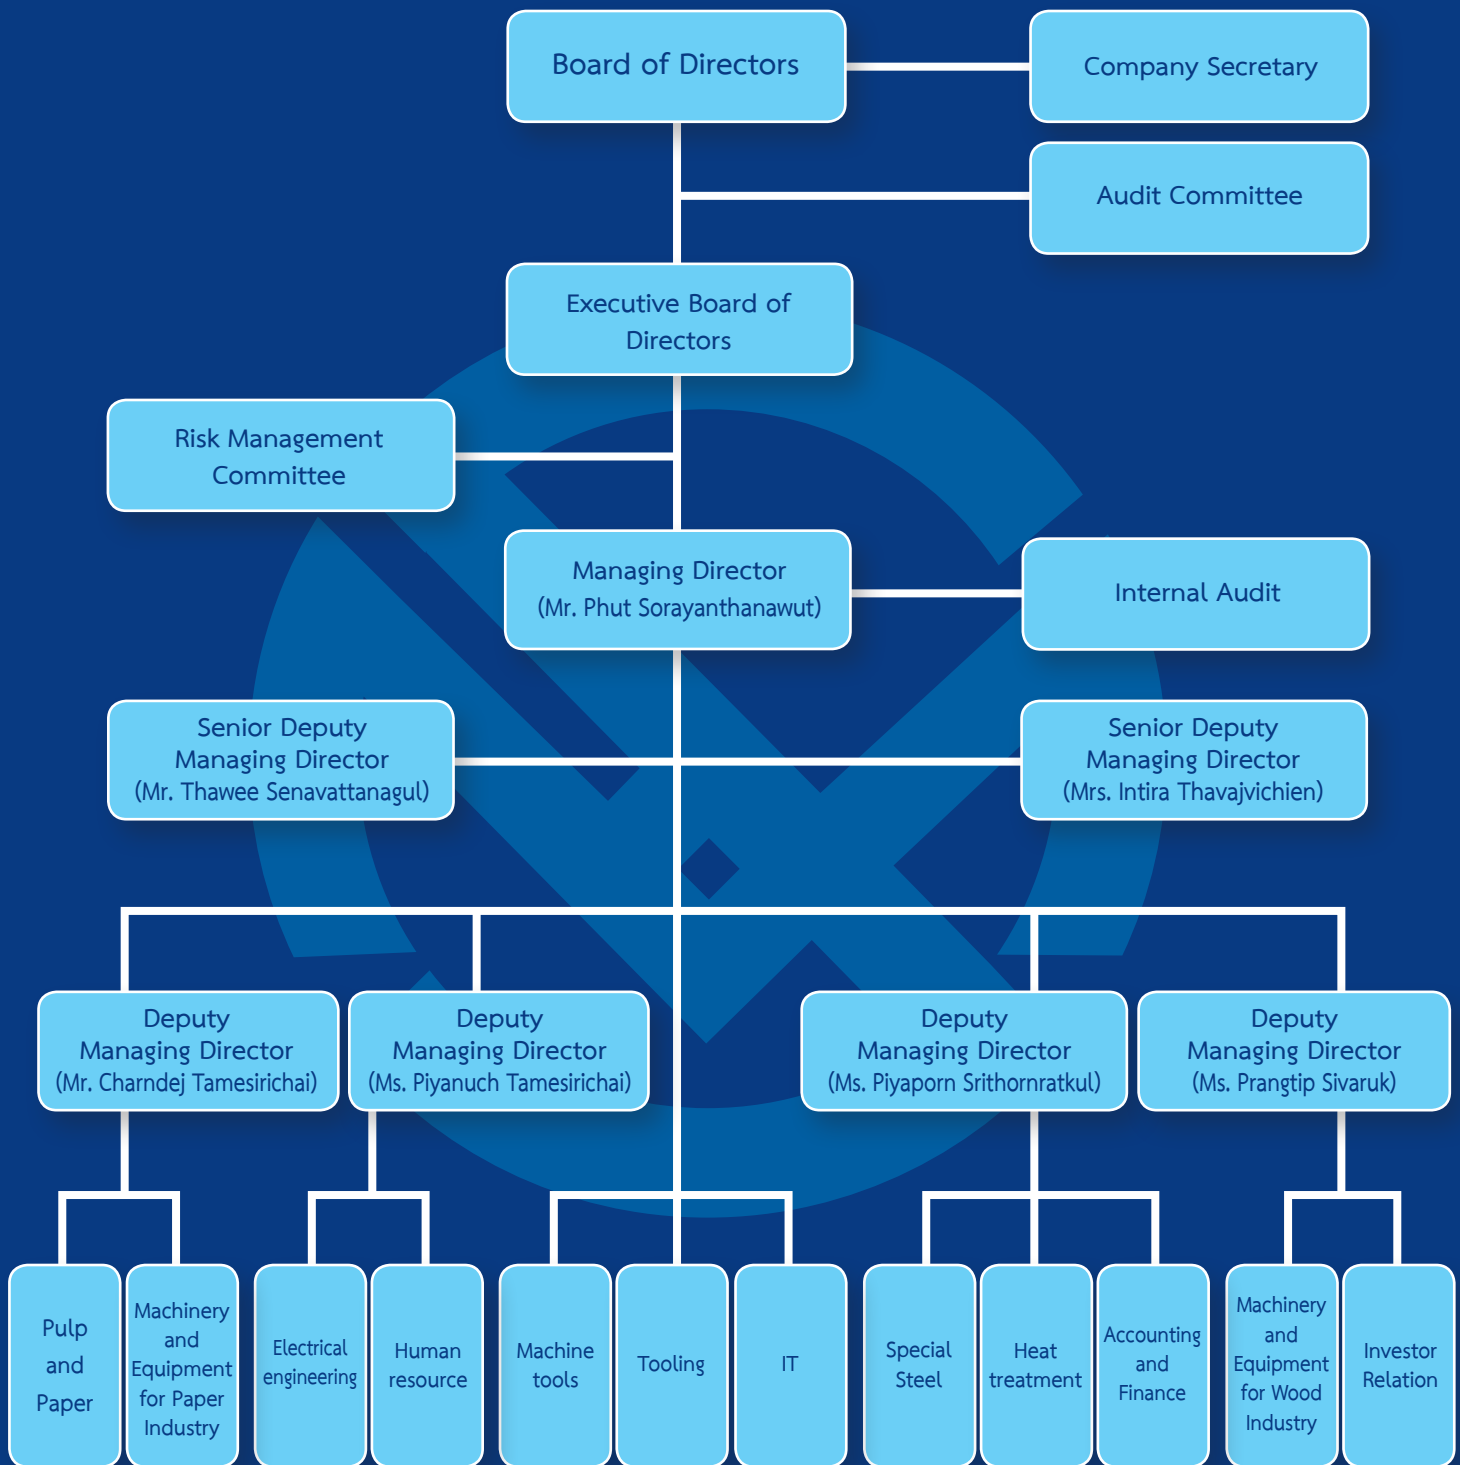 Board of Directors
Company Secretary
Audit Committee
Executive Board of
Directors
Risk Management
Committee
Managing Director
(Mr. Phut Sorayanthanawut)
Internal Audit
Senior Deputy
Managing Director
(Mr. Thawee Senavattanagul)
Senior Deputy
Managing Director
(Mrs. Intira Thavajvichien)
Deputy
Managing Director
(Mr. Charndej Tamesirichai)
Deputy
Managing Director
(Ms. Piyanuch Tamesirichai)
Deputy
Managing Director
(Ms. Piyaporn Srithornratkul)
Deputy
Managing Director
(Ms. Prangtip Sivaruk)
Pulp
and
Paper
Machinery
and
Equipment
for Paper
Industry
Electrical
engineering
Human
resource
Machine
tools
Tooling
IT
Special
Steel
Heat
treatment
Accounting
and
Finance
Machinery
and
Equipment
for Wood
Industry
Investor
Relation